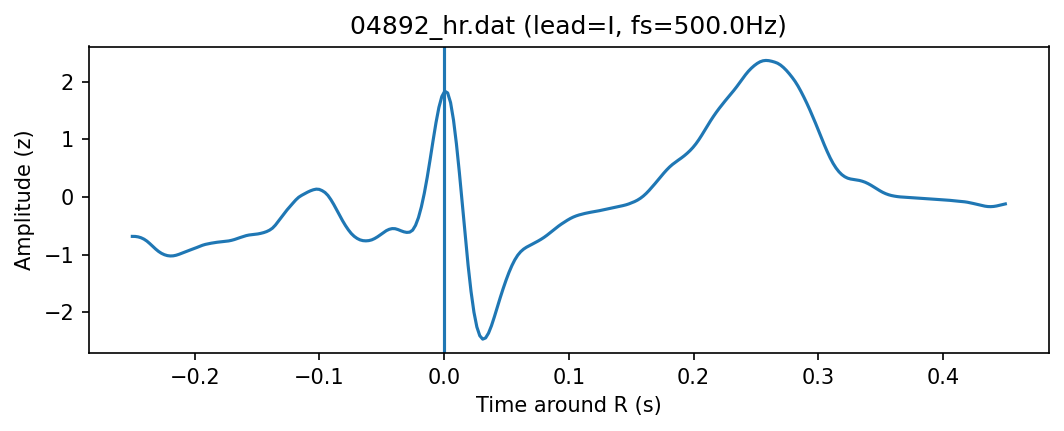 04892_hr.dat (lead=I, fs=500.0Hz)
Amplitude (z)
2
1
0
−1
−2
−0.2 −0.1 0.0 0.1 0.2 0.3 0.4
Time around R (s)